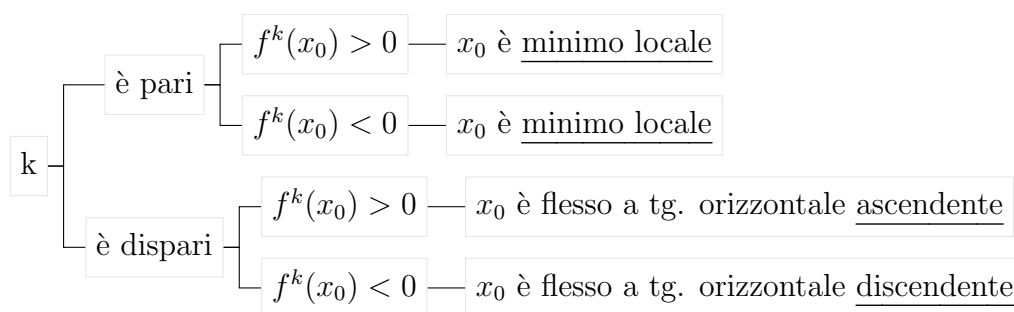 f^k(x_0) > 0 x_0 è minimo locale
è pari
f^k(x_0) < 0 x_0 è minimo locale
k
f^k(x_0) > 0 x_0 è flesso a tg. orizzontale ascendente
è dispari
f^k(x_0) < 0 x_0 è flesso a tg. orizzontale discendente